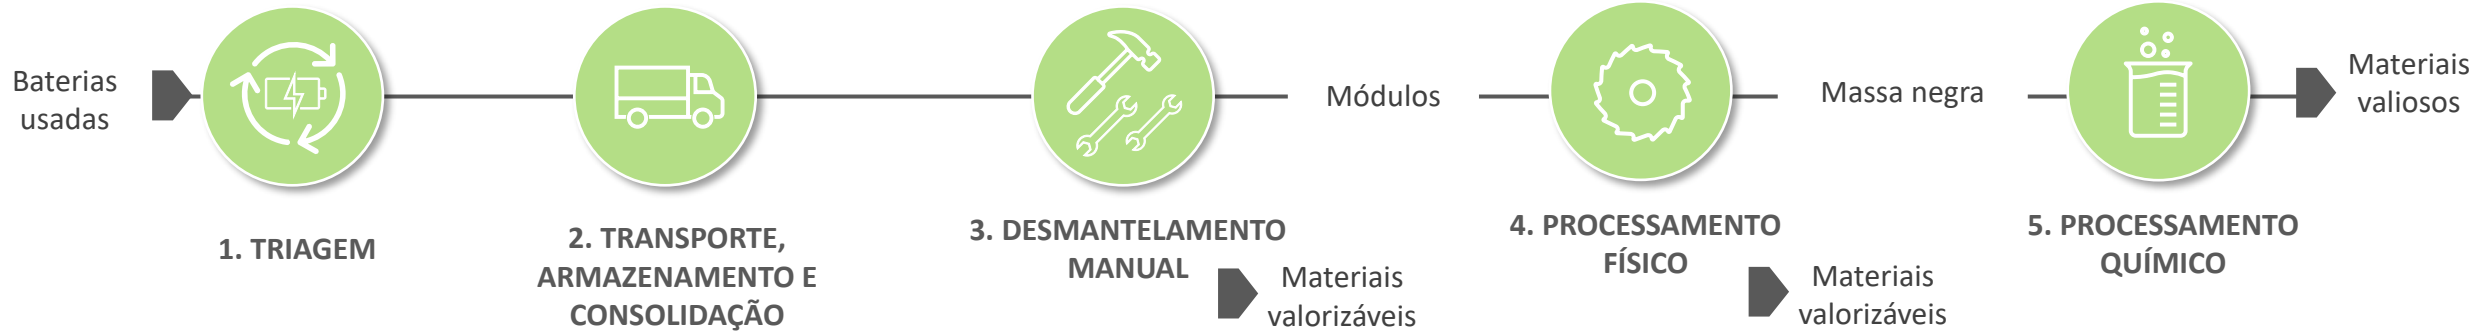 Baterias
usadas
1. TRIAGEM
2. TRANSPORTE,
ARMAZENAMENTO E
CONSOLIDAÇÃO
3. DESMANTELAMENTO
MANUAL
Materiais
valorizáveis
Módulos
4. PROCESSAMENTO
FÍSICO
Materiais
valorizáveis
Massa negra
5. PROCESSAMENTO
QUÍMICO
Materiais
valiosos